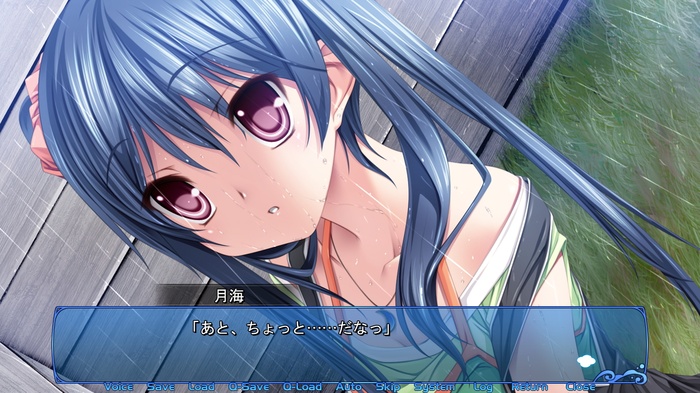 月海
「あと、ちょっと……だなっ」
Voice Save Load Q-Save Q-Load Auto Skip System Log Return Close